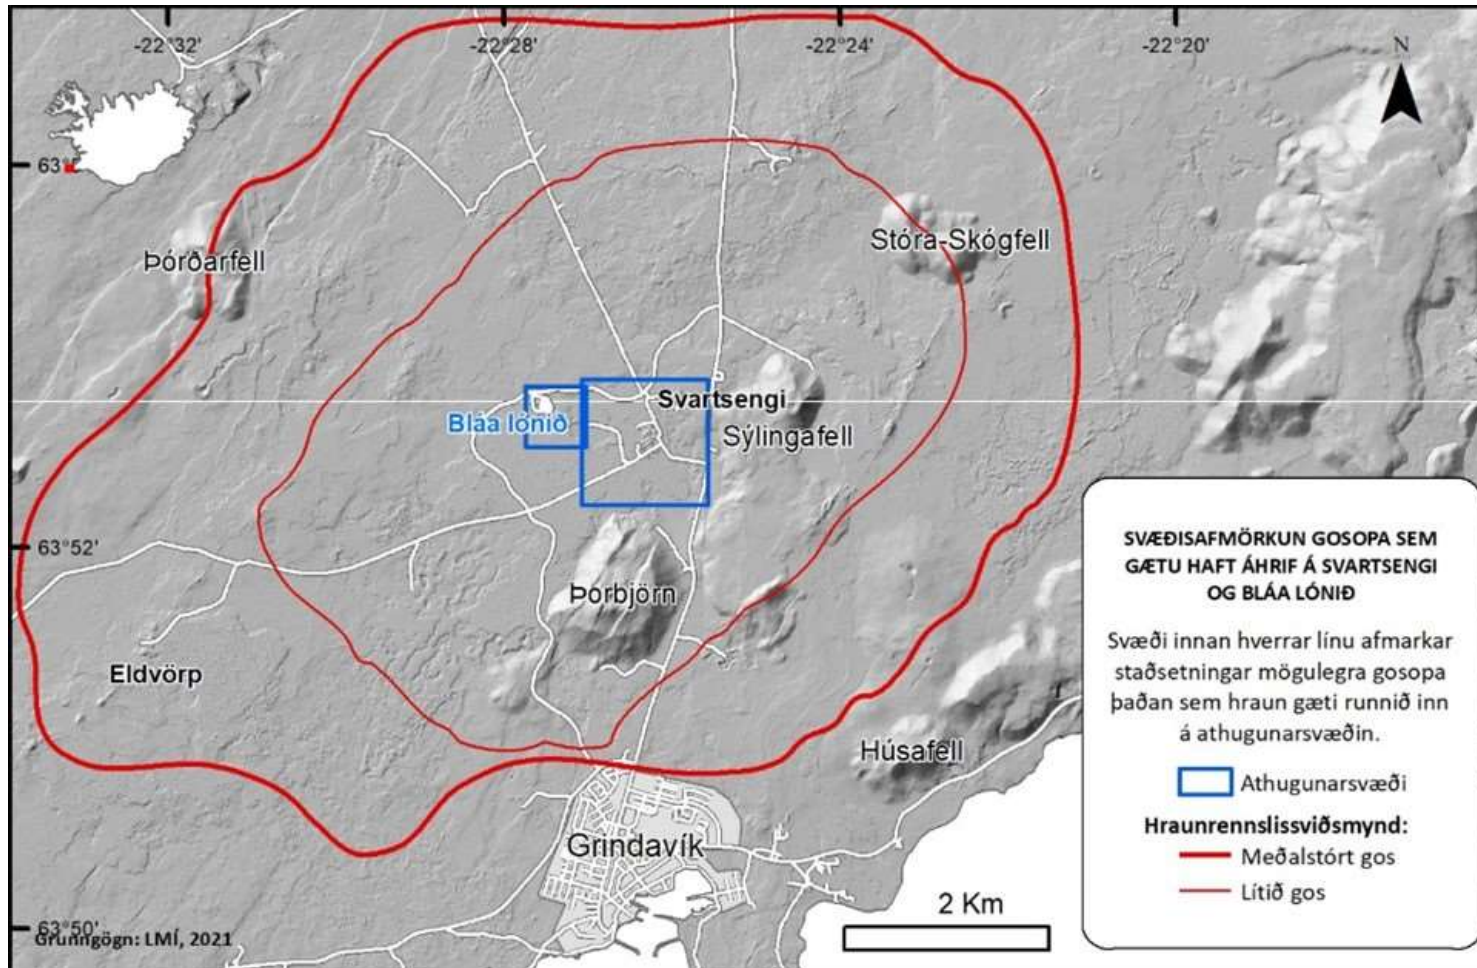 -22°32'
-22°28'
-22°24'
-22°20'
N
63°
Þórðarfell
Stóra-Skógfell
Svartsengi
Bláa lónið
Sýlingafell
63°52'
Þorbjörn
Eldvörp
Húsafell
Grindavík
63°50'
Grunngögn: LMÍ, 2021
2 Km
SVÆÐISAFMÖRKUN GOSOPA SEM
GÆTU HAFT ÁHRIF Á SVARTSENGI
OG BLÁA LÓNIÐ
Svæði innan hverrar línu afmarkar
staðsetningar mögulegra gosopa
þaðan sem hraun gæti runnið inn
á athugunarsvæðin.
Athugunarsvæði
Hraunrennslissviðsmynd:
Meðalstórt gos
Lítið gos